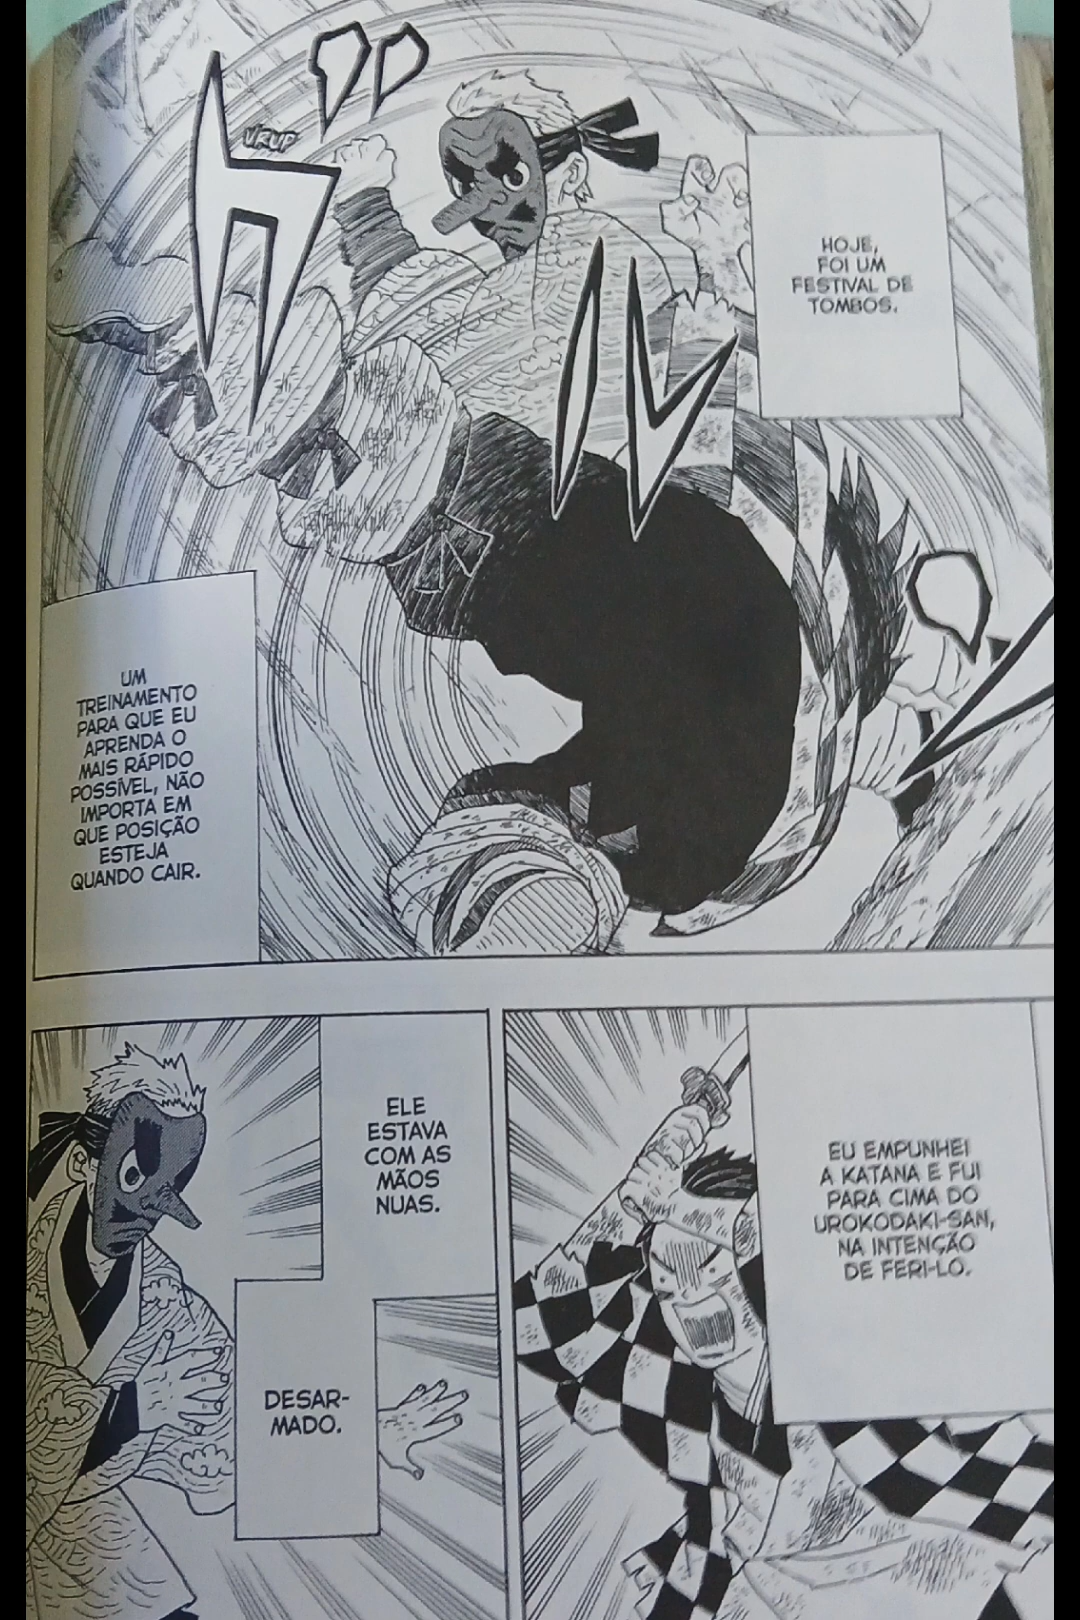 HOJE,
FOI UM
FESTIVAL DE
TOMBOS.
VRUP
UM
TREINAMENTO
PARA QUE EU
APRENDA O
MAIS RÁPIDO
POSSÍVEL, NÃO
IMPORTA EM
QUE POSIÇÃO
ESTEJA
QUANDO CAIR.
EU EMPUNHEI
A KATANA E FUI
PARA CIMA DO
UROKODAKI-SAN,
NA INTENÇÃO
DE FERI-LO.
ELE
ESTAVA
COM AS
MÃOS
NUAS.
DESAR-
MADO.